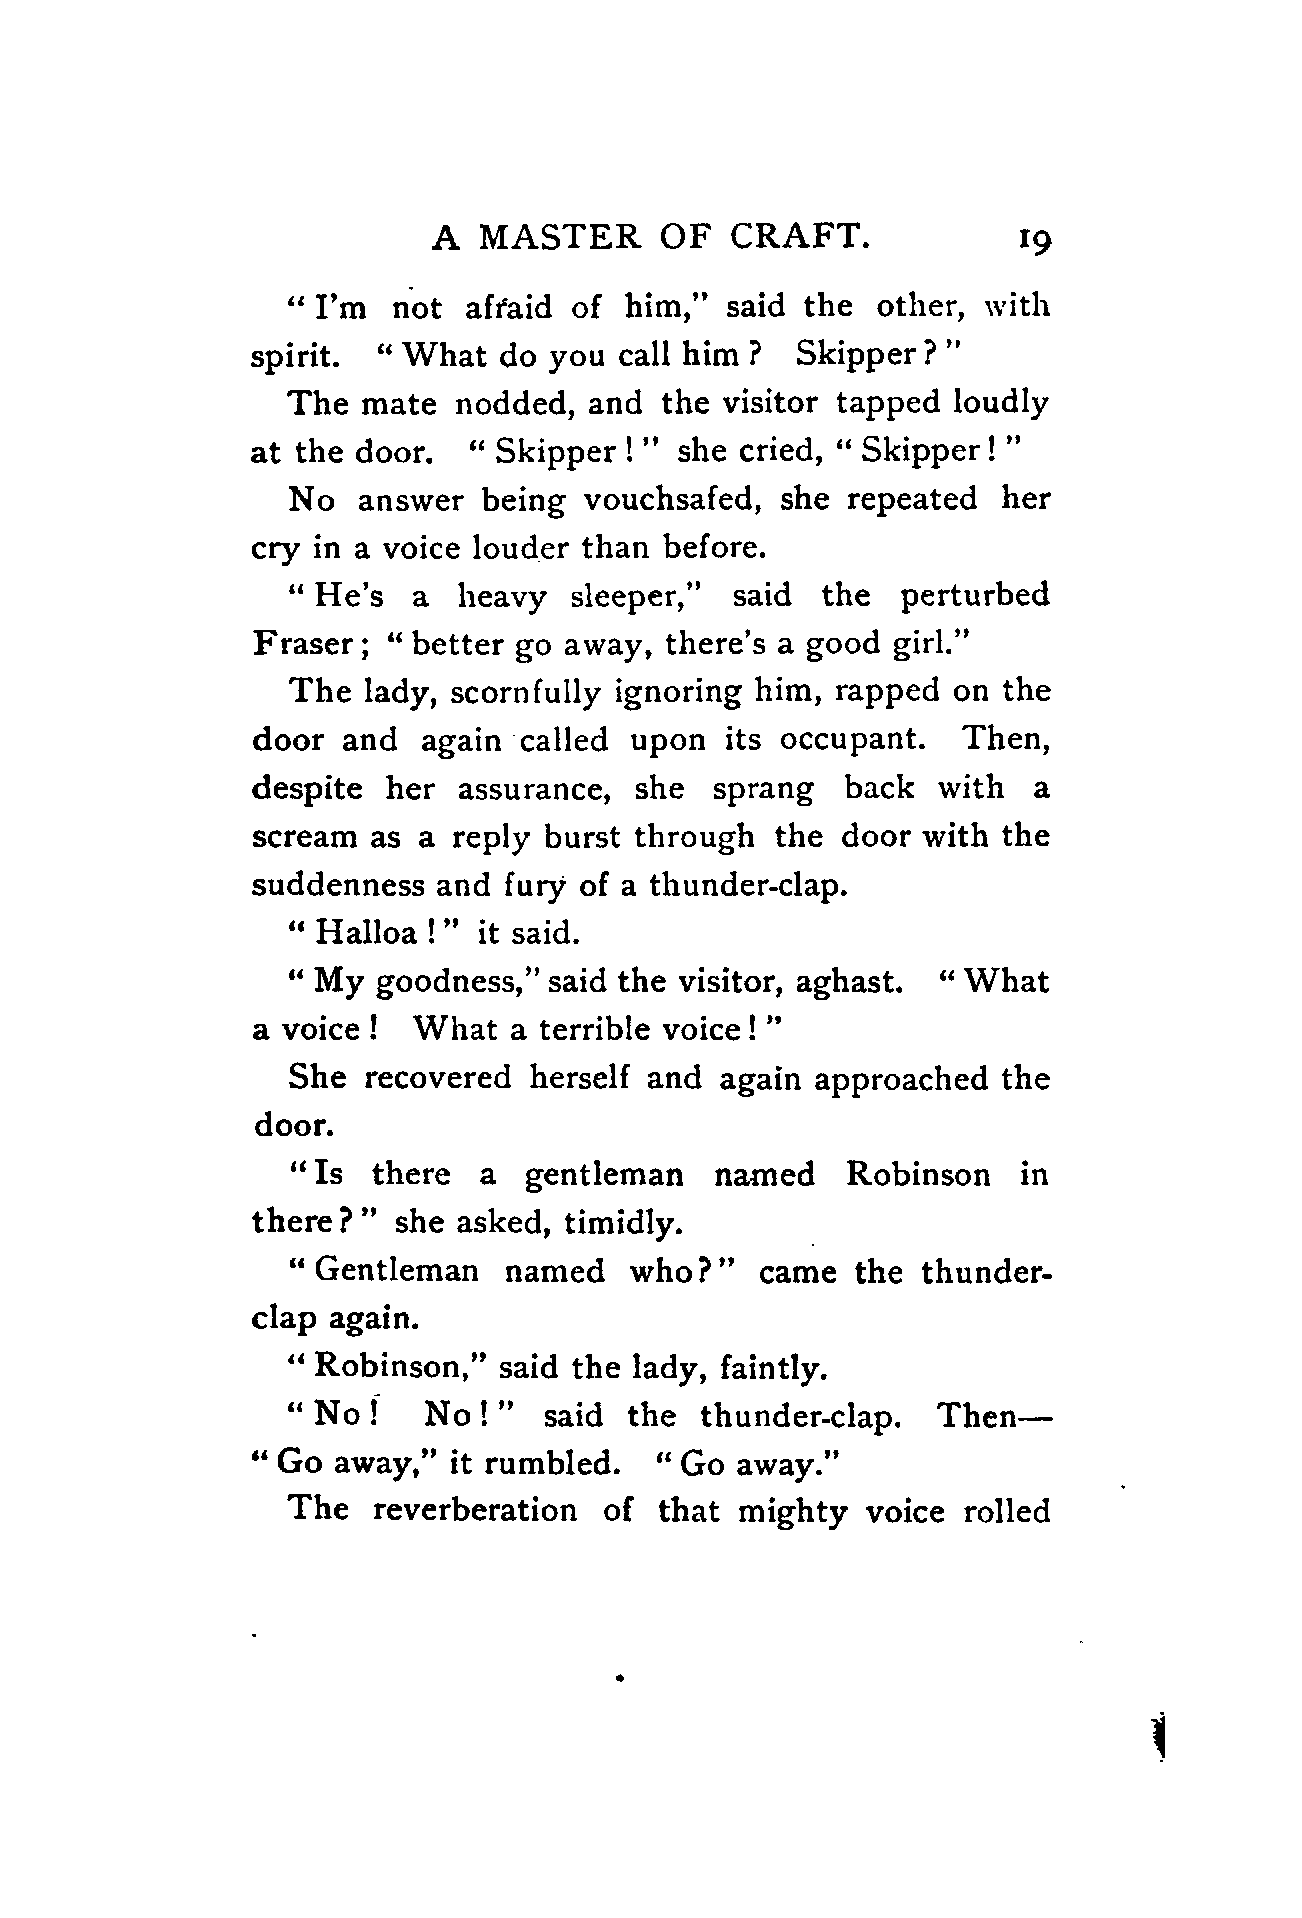 A MASTER OF CRAFT. 19
"I'm not afraid of him," said the other, with
spirit. "What do you call him? Skipper?"
The mate nodded, and the visitor tapped loudly
at the door. "Skipper!" she cried, "Skipper!"
No answer being vouchsafed, she repeated her
cry in a voice louder than before.
"He's a heavy sleeper," said the perturbed
Fraser; "better go away, there's a good girl."
The lady, scornfully ignoring him, rapped on the
door and again called upon its occupant. Then,
despite her assurance, she sprang back with a
scream as a reply burst through the door with the
suddenness and fury of a thunder-clap.
"Halloa!" it said.
"My goodness," said the visitor, aghast. "What
a voice! What a terrible voice!"
She recovered herself and again approached the
door.
"Is there a gentleman named Robinson in
there?" she asked, timidly.
"Gentleman named who?" came the thunder-
clap again.
"Robinson," said the lady, faintly.
"No! No!" said the thunder-clap. Then—
"Go away," it rumbled. "Go away."
The reverberation of that mighty voice rolled